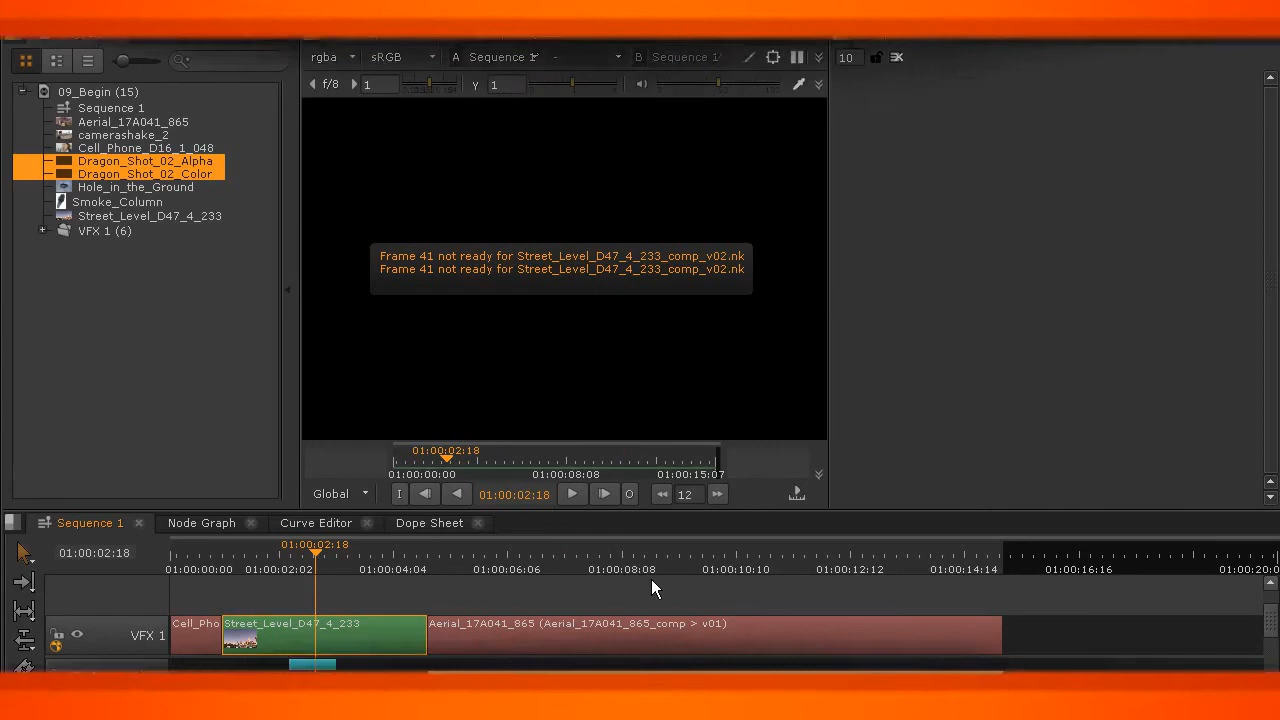 rgba sRGB A Sequence 1 - B Sequence 1 10
f/8 1 Y 1
09_Begin (15)
Sequence 1
Aerial_17A041_865
camerashake_2
Cell_Phone_D16_1_048
Dragon_Shot_02_Alpha
Dragon_Shot_02_Color
Hole_in_the_Ground
Smoke_Column
Street_Level_D47_4_233
VFX 1 (6)
Frame 41 not ready for Street_Level_D47_4_233_comp_v02.nk
Frame 41 not ready for Street_Level_D47_4_233_comp_v02.nk
01:00:02:18
01:00:00:00 01:00:08:08 01:00:15:07
Global I 01:00:02:18 O 12
Sequence 1 Node Graph Curve Editor Dope Sheet
01:00:02:18
01:00:02:18
01:00:00:00 01:00:02:02 01:00:04:04 01:00:06:06 01:00:08:08 01:00:10:10 01:00:12:12 01:00:14:14 01:00:16:16 01:00:20:0
VFX 1 Cell_Pho Street_Level_D47_4_233 Aerial_17A041_865 (Aerial_17A041_865_comp > v01)